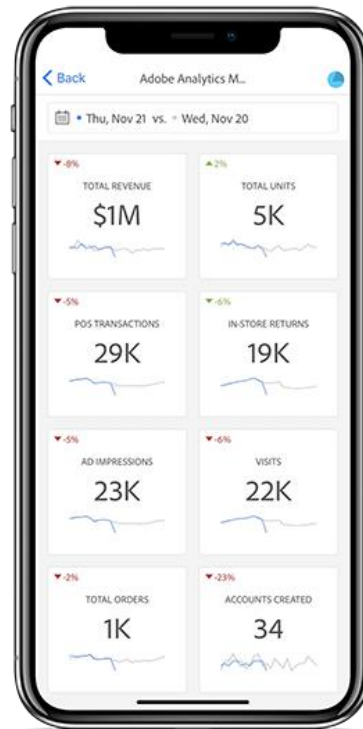 Back
Adobe Analytics M...
Thu, Nov 21 vs. Wed, Nov 20
▼-8%
TOTAL REVENUE
$1M
▲2%
TOTAL UNITS
5K
▼-5%
POS TRANSACTIONS
29K
▲-6%
IN-STORE RETURNS
19K
▼-5%
AD IMPRESSIONS
23K
▼-6%
VISITS
22K
▼-2%
TOTAL ORDERS
1K
▼-23%
ACCOUNTS CREATED
34